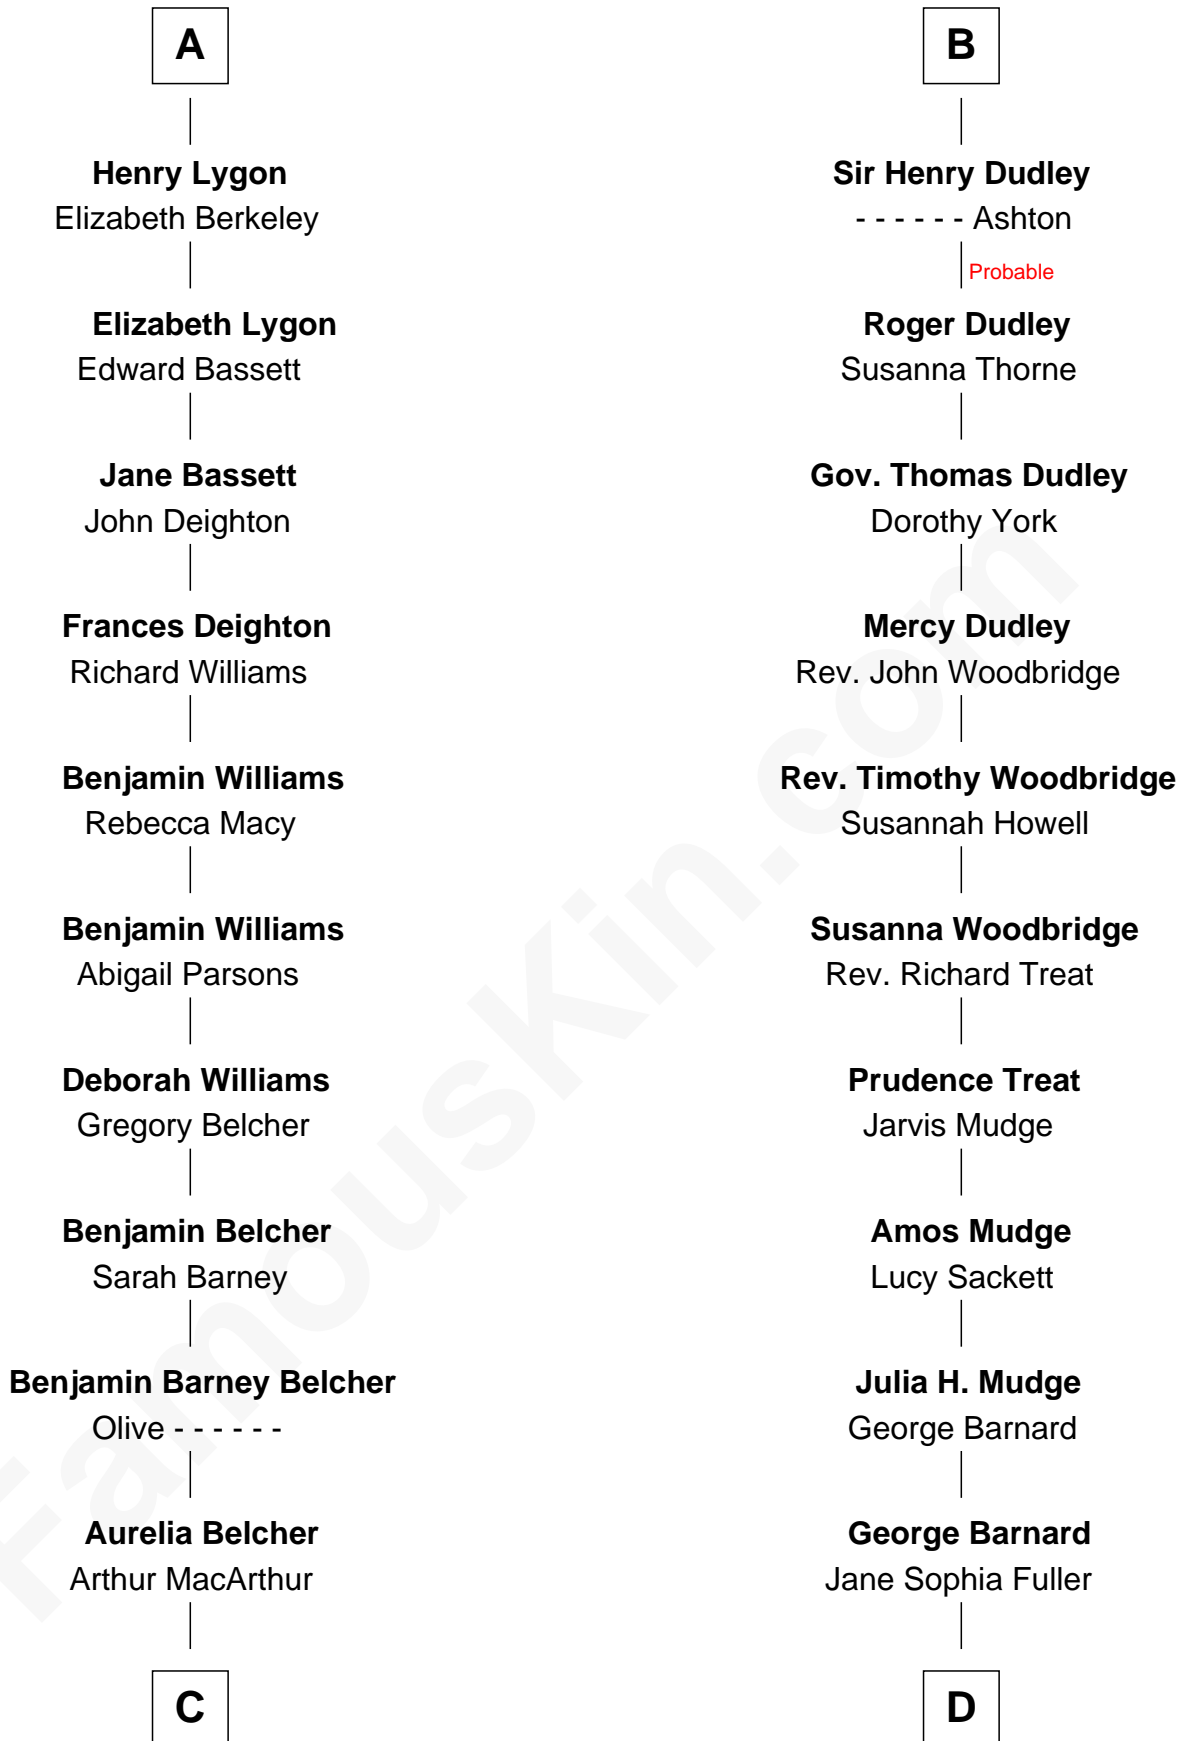 A
Henry Lygon
Elizabeth Berkeley
Elizabeth Lygon
Edward Bassett
Jane Bassett
John Deighton
Frances Deighton
Richard Williams
Benjamin Williams
Rebecca Macy
Benjamin Williams
Abigail Parsons
Deborah Williams
Gregory Belcher
Benjamin Belcher
Sarah Barney
Benjamin Barney Belcher
Olive - - - - - -
Aurelia Belcher
Arthur MacArthur
C
B
Sir Henry Dudley
- - - - - - Ashton
Probable
Roger Dudley
Susanna Thorne
Gov. Thomas Dudley
Dorothy York
Mercy Dudley
Rev. John Woodbridge
Rev. Timothy Woodbridge
Susannah Howell
Susanna Woodbridge
Rev. Richard Treat
Prudence Treat
Jarvis Mudge
Amos Mudge
Lucy Sackett
Julia H. Mudge
George Barnard
George Barnard
Jane Sophia Fuller
D
FamousKin.com